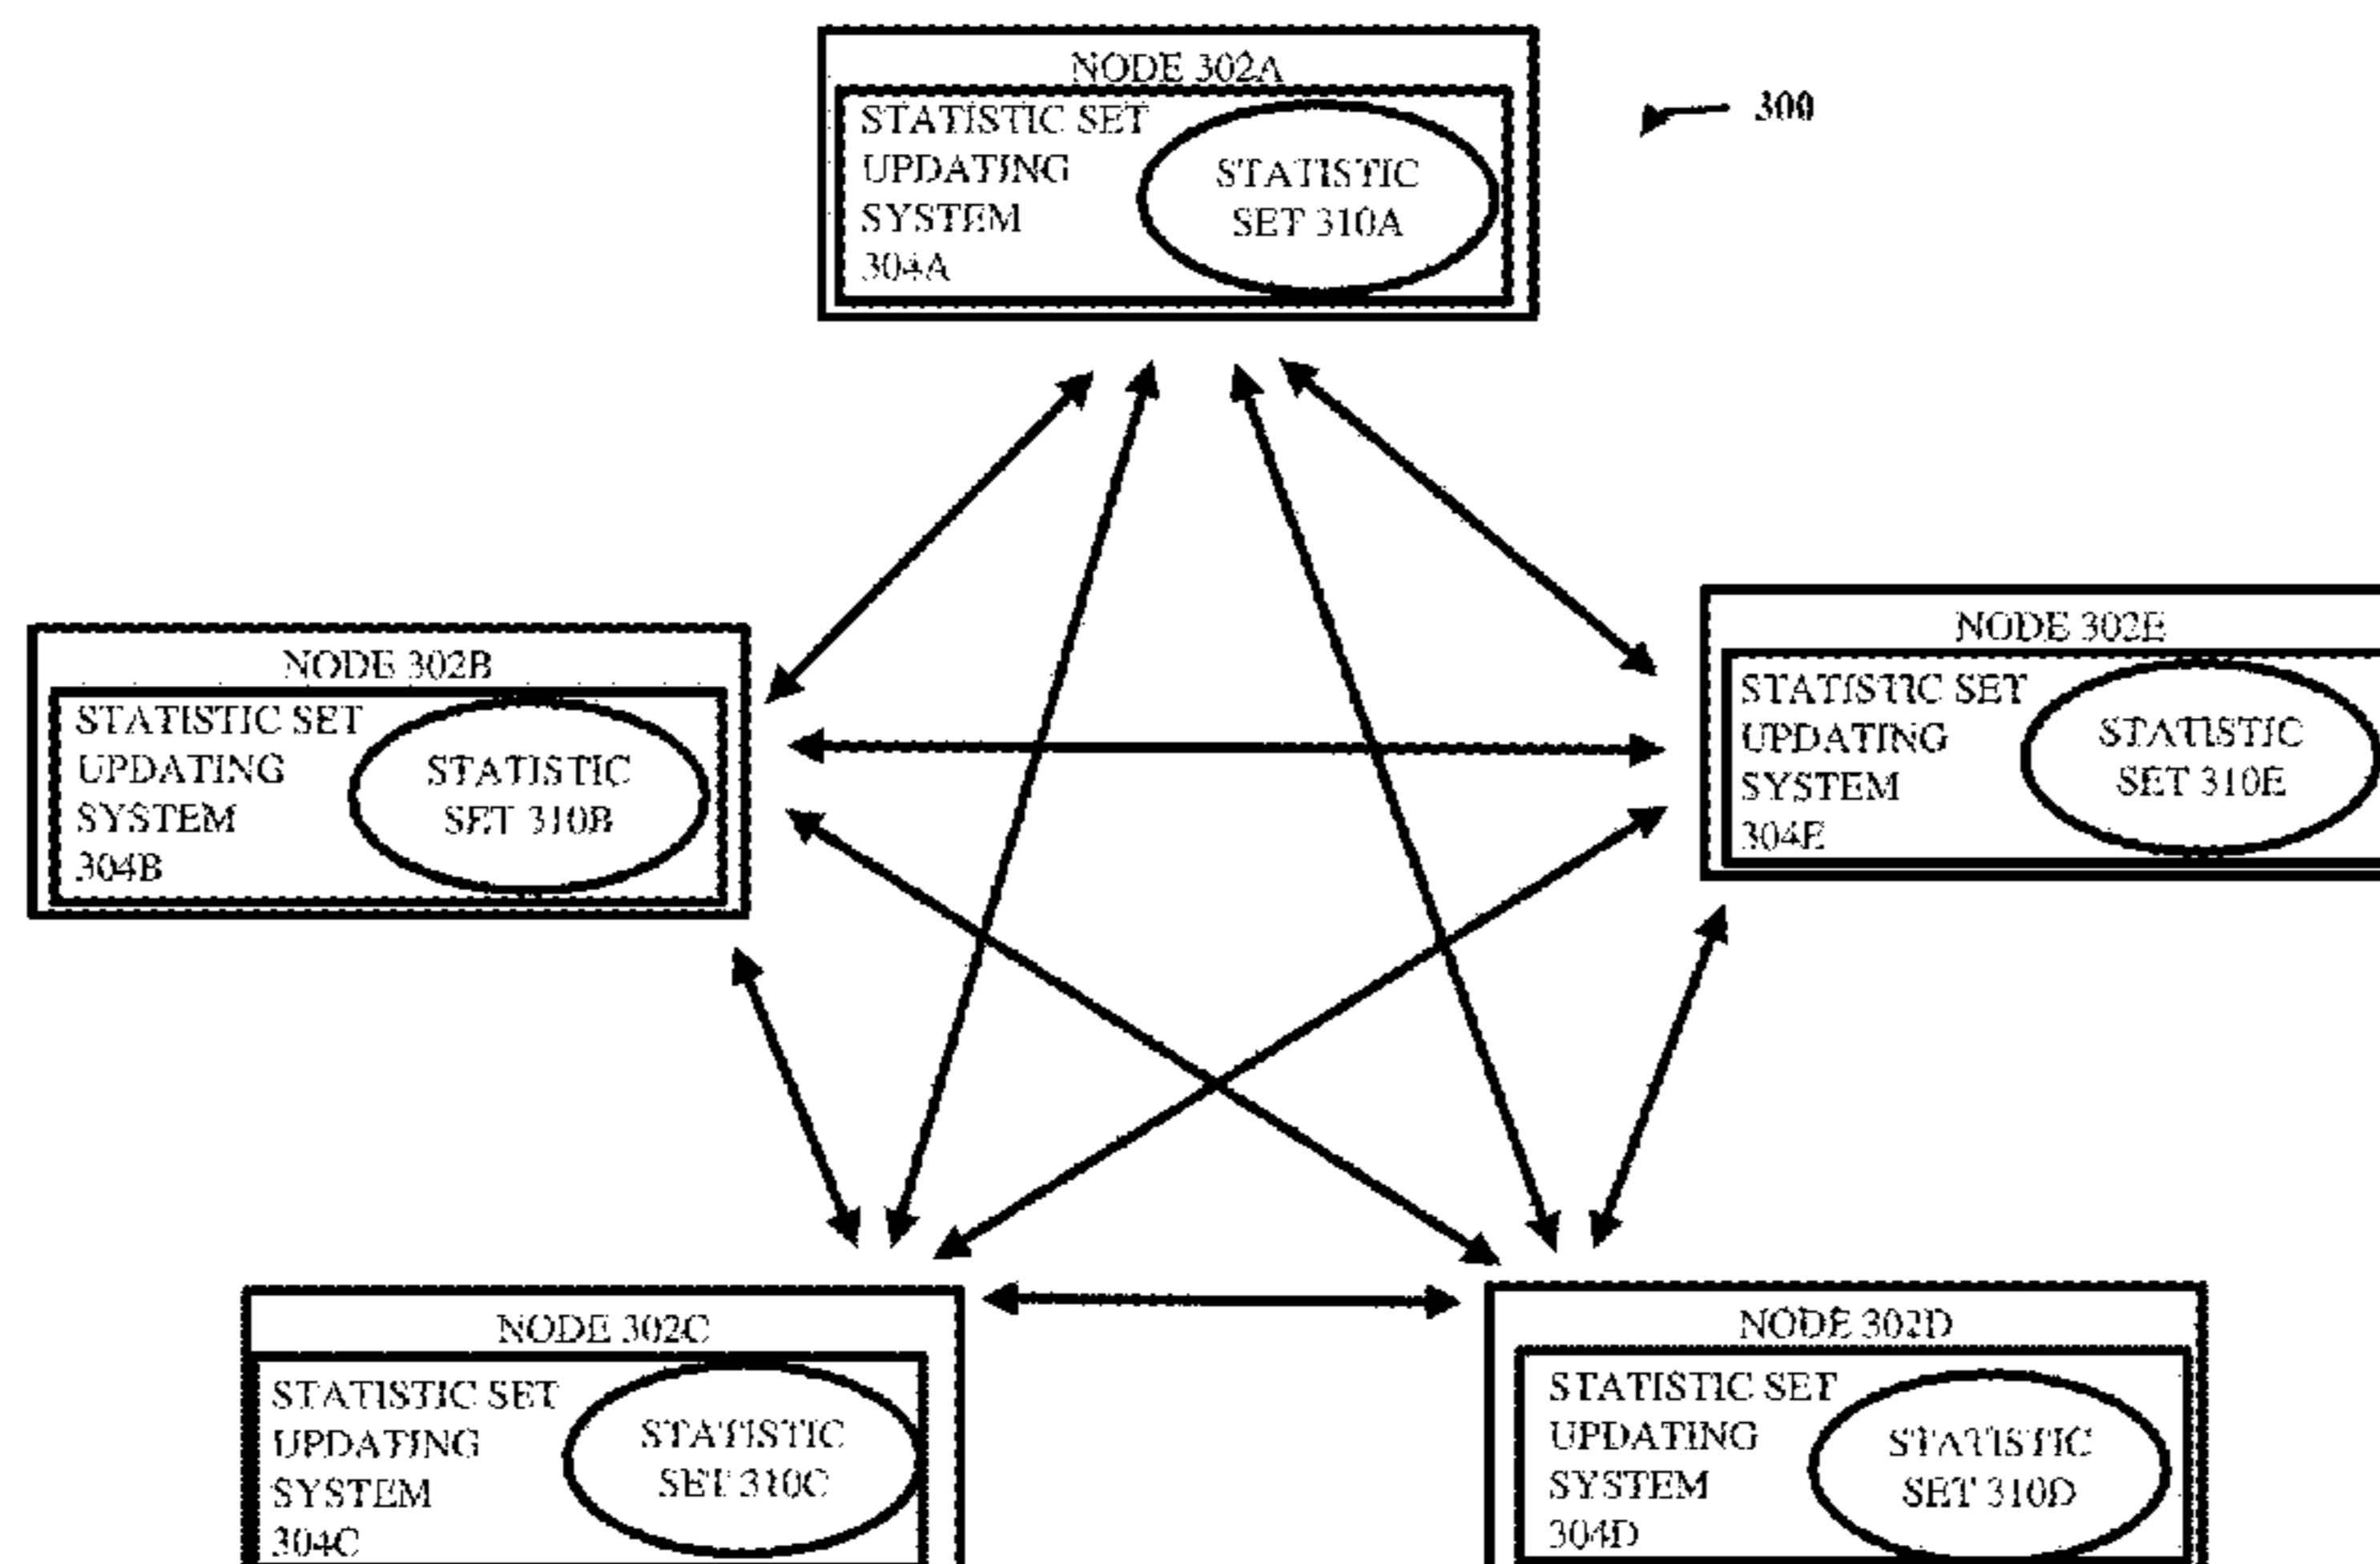 NODE 302A
STATISTIC SET
UPDATING
SYSTEM
304A
STATISTIC
SET 310A
300
NODE 302B
STATISTIC SET
UPDATING
SYSTEM
304B
STATISTIC
SET 310B
NODE 302E
STATISTIC SET
UPDATING
SYSTEM
304E
STATISTIC
SET 310E
NODE 302C
STATISTIC SET
UPDATING
SYSTEM
304C
STATISTIC
SET 310C
NODE 302D
STATISTIC SET
UPDATING
SYSTEM
304D
STATISTIC
SET 310D